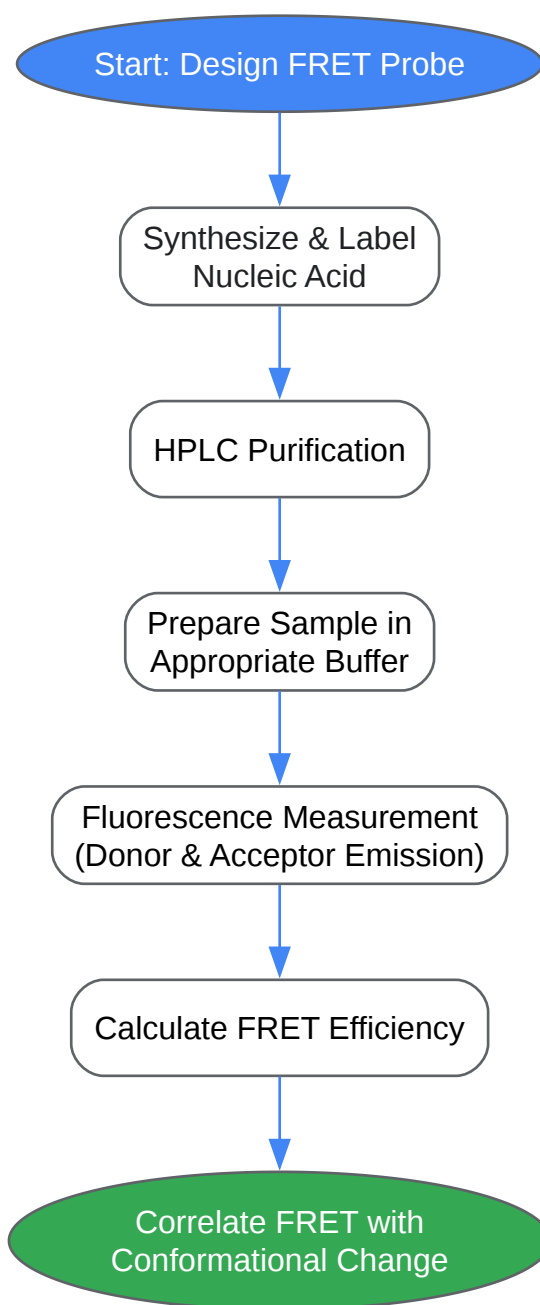 Start: Design FRET Probe
Synthesize & Label
Nucleic Acid
HPLC Purification
Prepare Sample in
Appropriate Buffer
Fluorescence Measurement
(Donor & Acceptor Emission)
Calculate FRET Efficiency
Correlate FRET with
Conformational Change